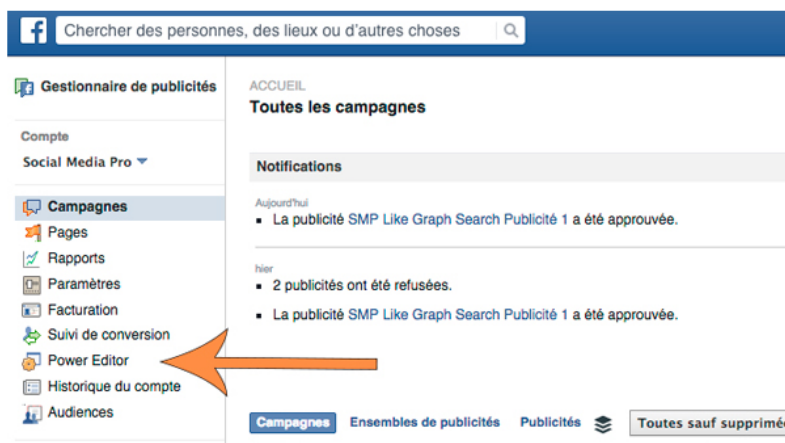 Chercher des personnes, des lieux ou d'autres choses
Gestionnaire de publicités
Compte
Social Media Pro
Campagnes
Pages
Rapports
Paramètres
Facturation
Suivi de conversion
Power Editor
Historique du compte
Audiences
ACCUEIL
Toutes les campagnes
Notifications
Aujourd'hui
La publicité SMP Like Graph Search Publicité 1 a été approuvée.
hier
2 publicités ont été refusées.
La publicité SMP Like Graph Search Publicité 1 a été approuvée.
Campagnes Ensembles de publicités Publicités Toutes sauf supprimé